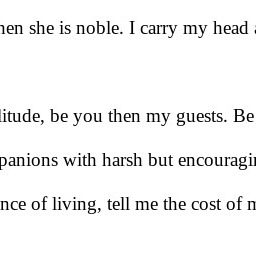 hen she is noble. I carry my head
litude, be you then my guests. Be
panions with harsh but encouragi
nce of living, tell me the cost of